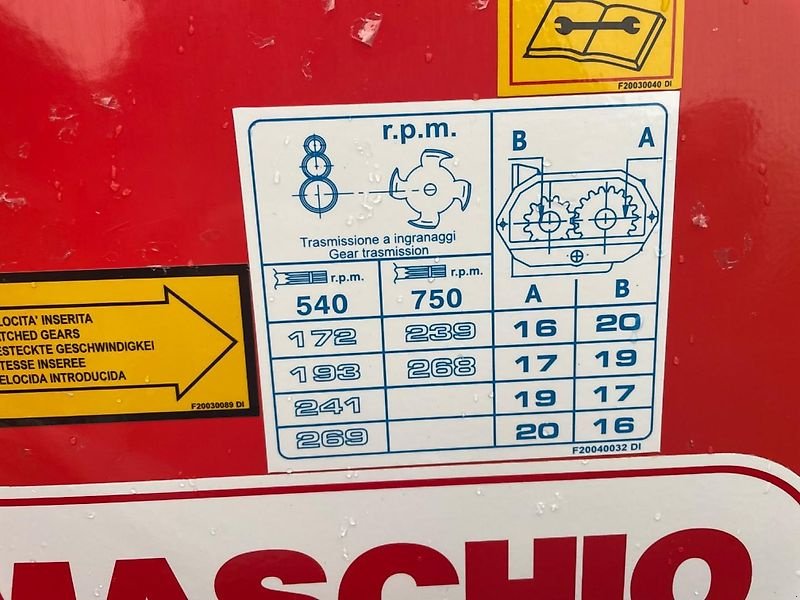 F20030040 DI
r.p.m.
B A
Trasmissione a ingranaggi
Gear trasmission
r.p.m. r.p.m.
540 750 A B
172 239 16 20
193 268 17 19
241 19 17
269 20 16
F20040032 DI
LOCITA' INSERITA
TCHED GEARS
ESTECKTE GESCHWINDIGKEI
TESSE INSEREE
ELOCIDA INTRODUCIDA
F20030089 DI
MASCHIO